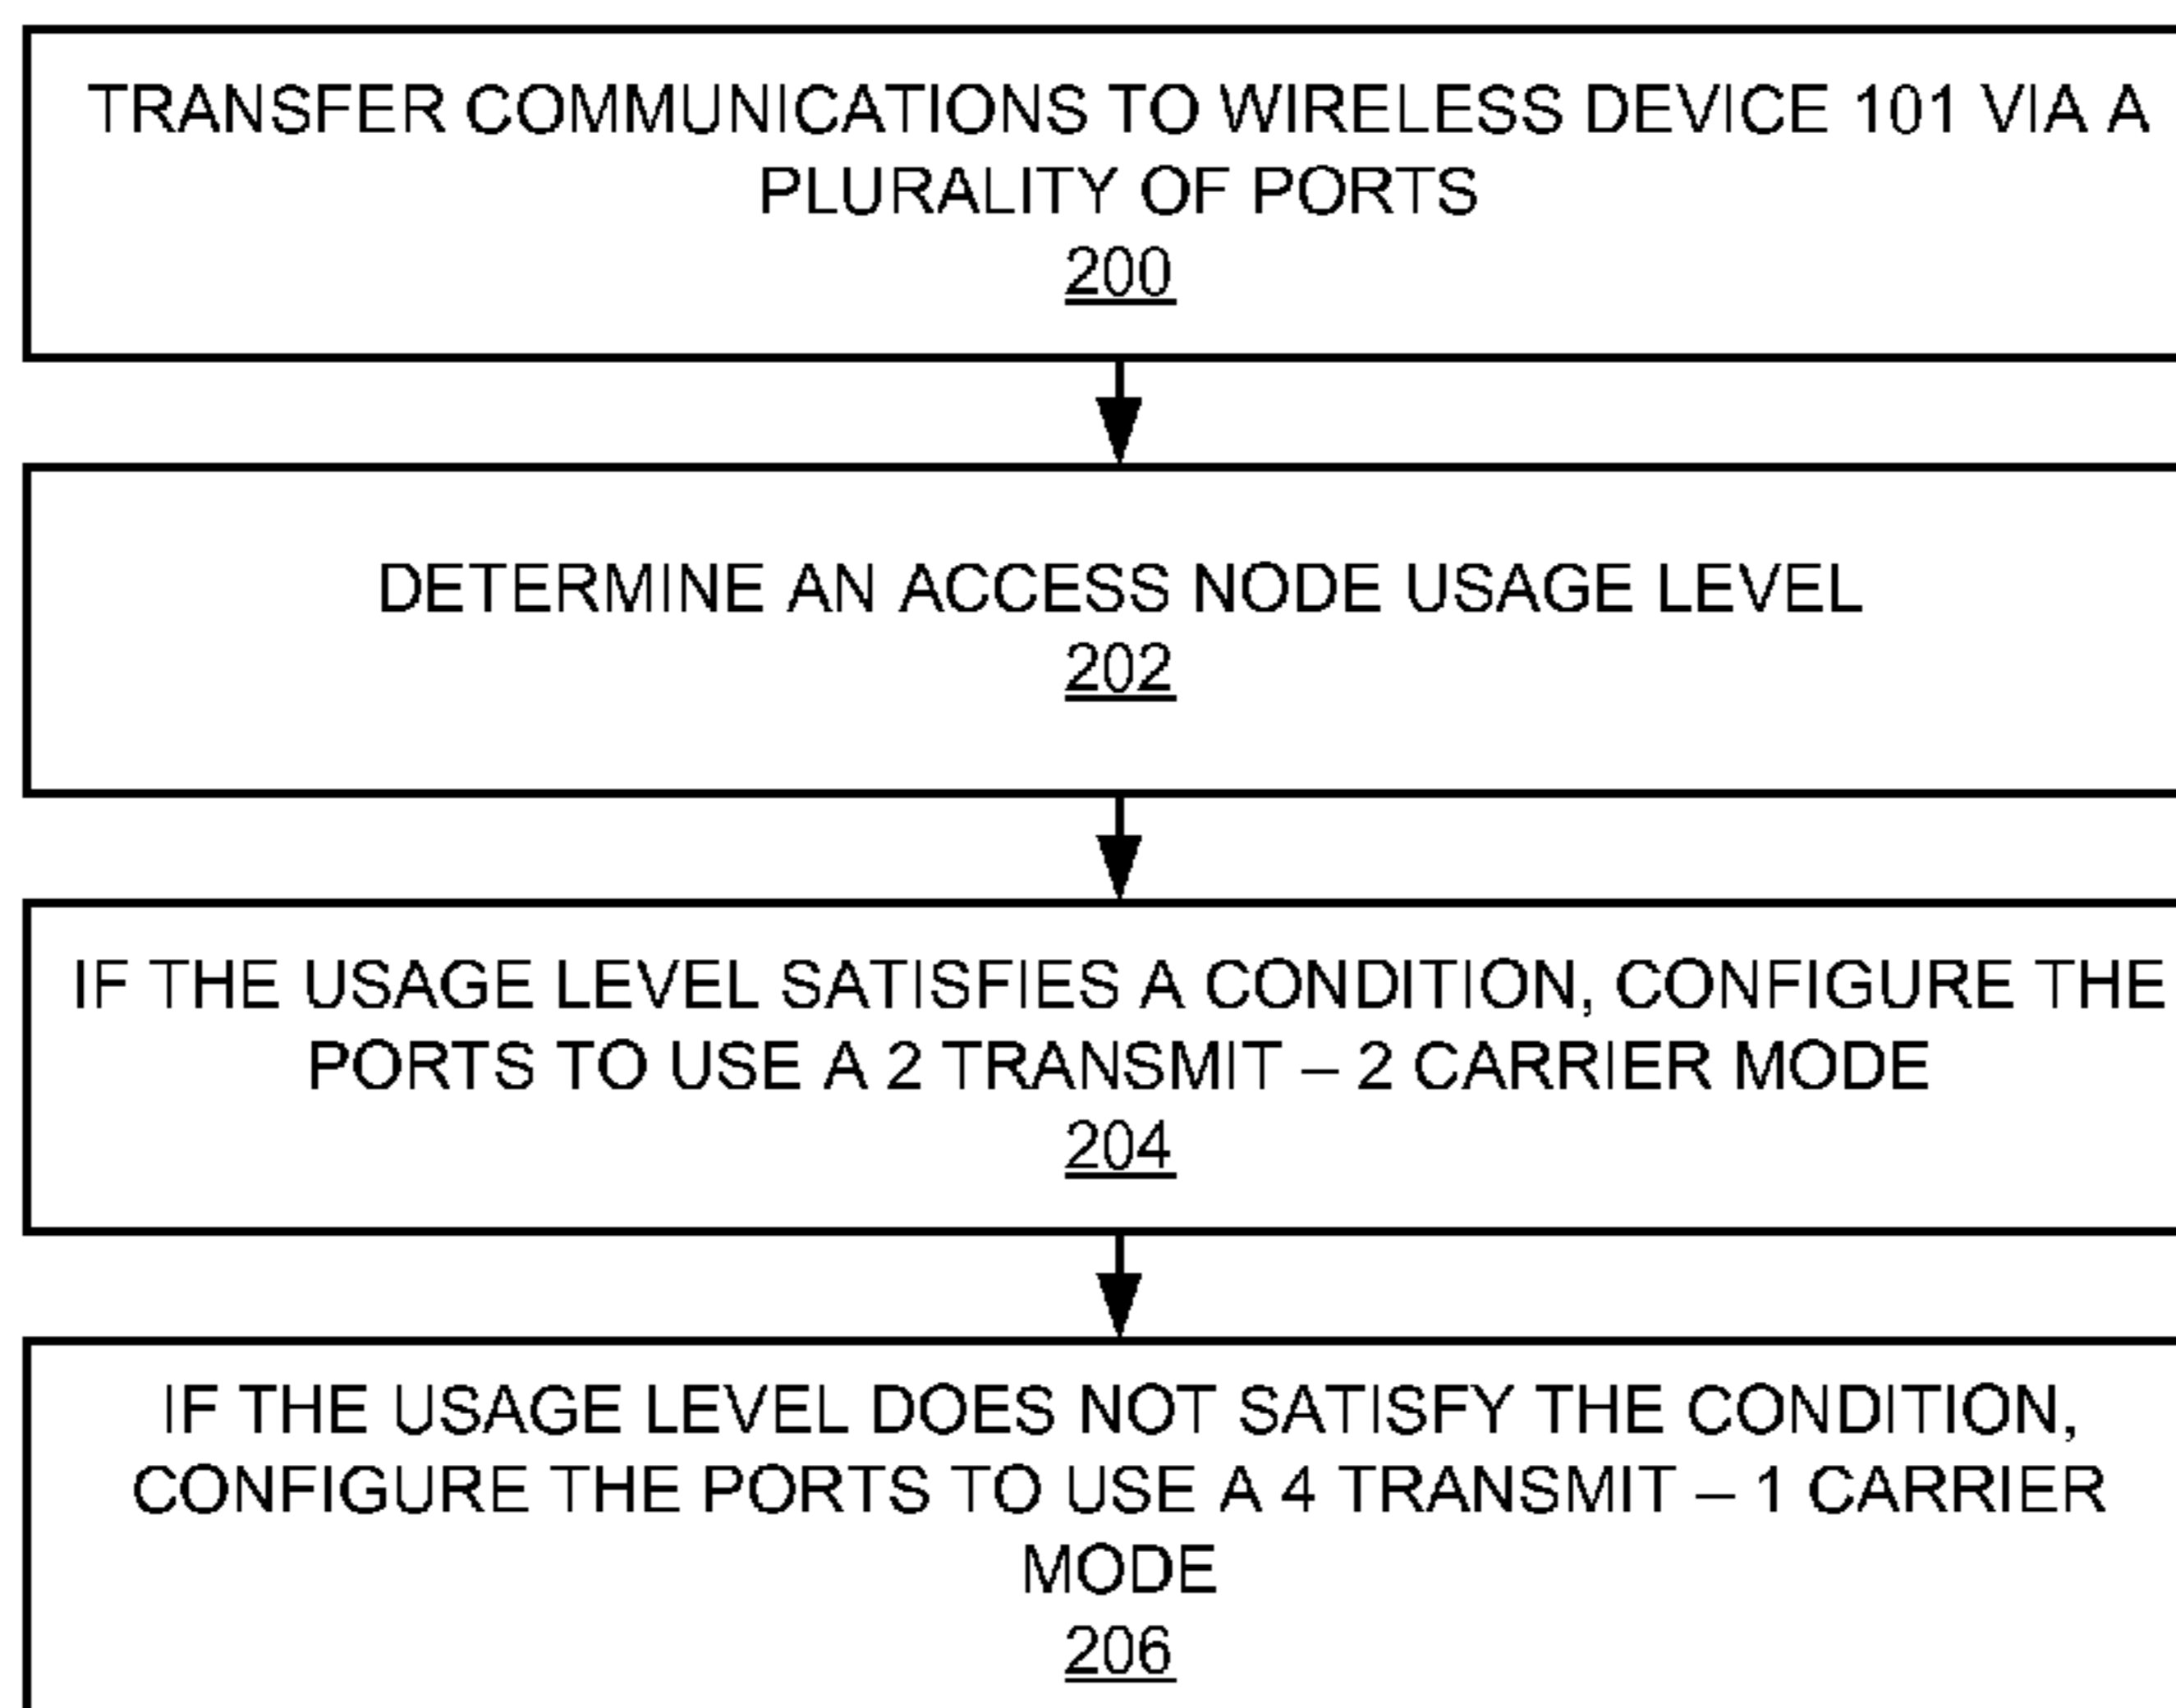 TRANSFER COMMUNICATIONS TO WIRELESS DEVICE 101 VIA A
PLURALITY OF PORTS
200
DETERMINE AN ACCESS NODE USAGE LEVEL
202
IF THE USAGE LEVEL SATISFIES A CONDITION, CONFIGURE THE
PORTS TO USE A 2 TRANSMIT – 2 CARRIER MODE
204
IF THE USAGE LEVEL DOES NOT SATISFY THE CONDITION,
CONFIGURE THE PORTS TO USE A 4 TRANSMIT – 1 CARRIER
MODE
206